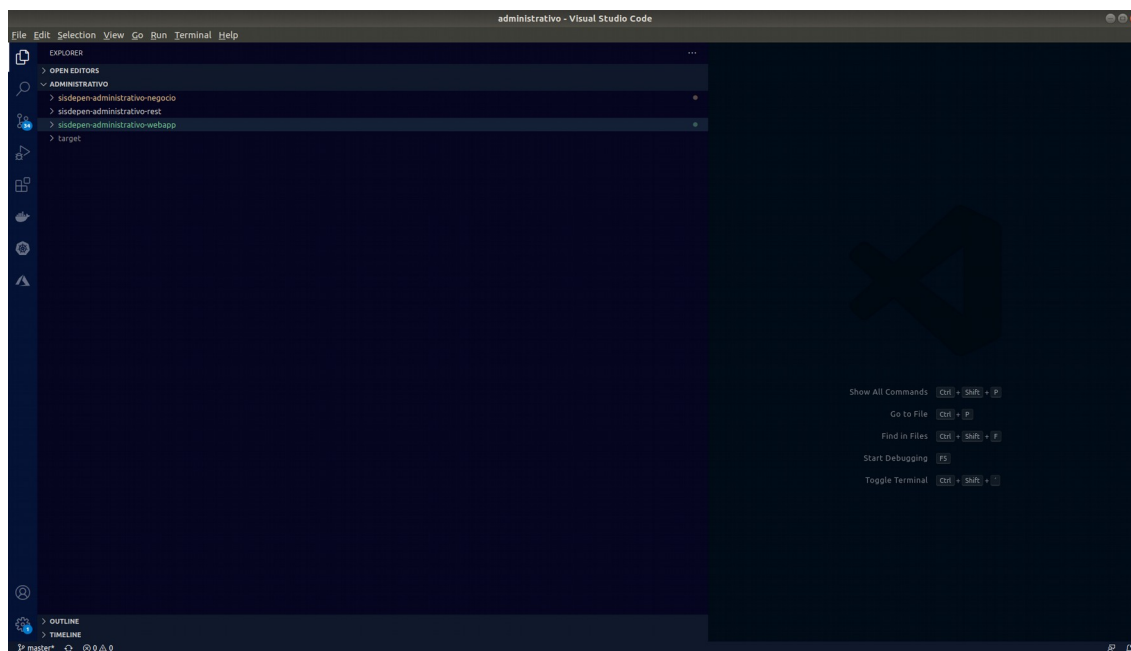 administrativo - Visual Studio Code
File Edit Selection View Go Run Terminal Help
EXPLORER
OPEN EDITORS
ADMINISTRATIVO
sisdepen-administrativo-negocio
sisdepen-administrativo-rest
sisdepen-administrativo-webapp
target
34
Show All Commands Ctrl + Shift + P
Go to File Ctrl + P
Find in Files Ctrl + Shift + F
Start Debugging F5
Toggle Terminal Ctrl + Shift + `
OUTLINE
1
TIMELINE
master* 0 0